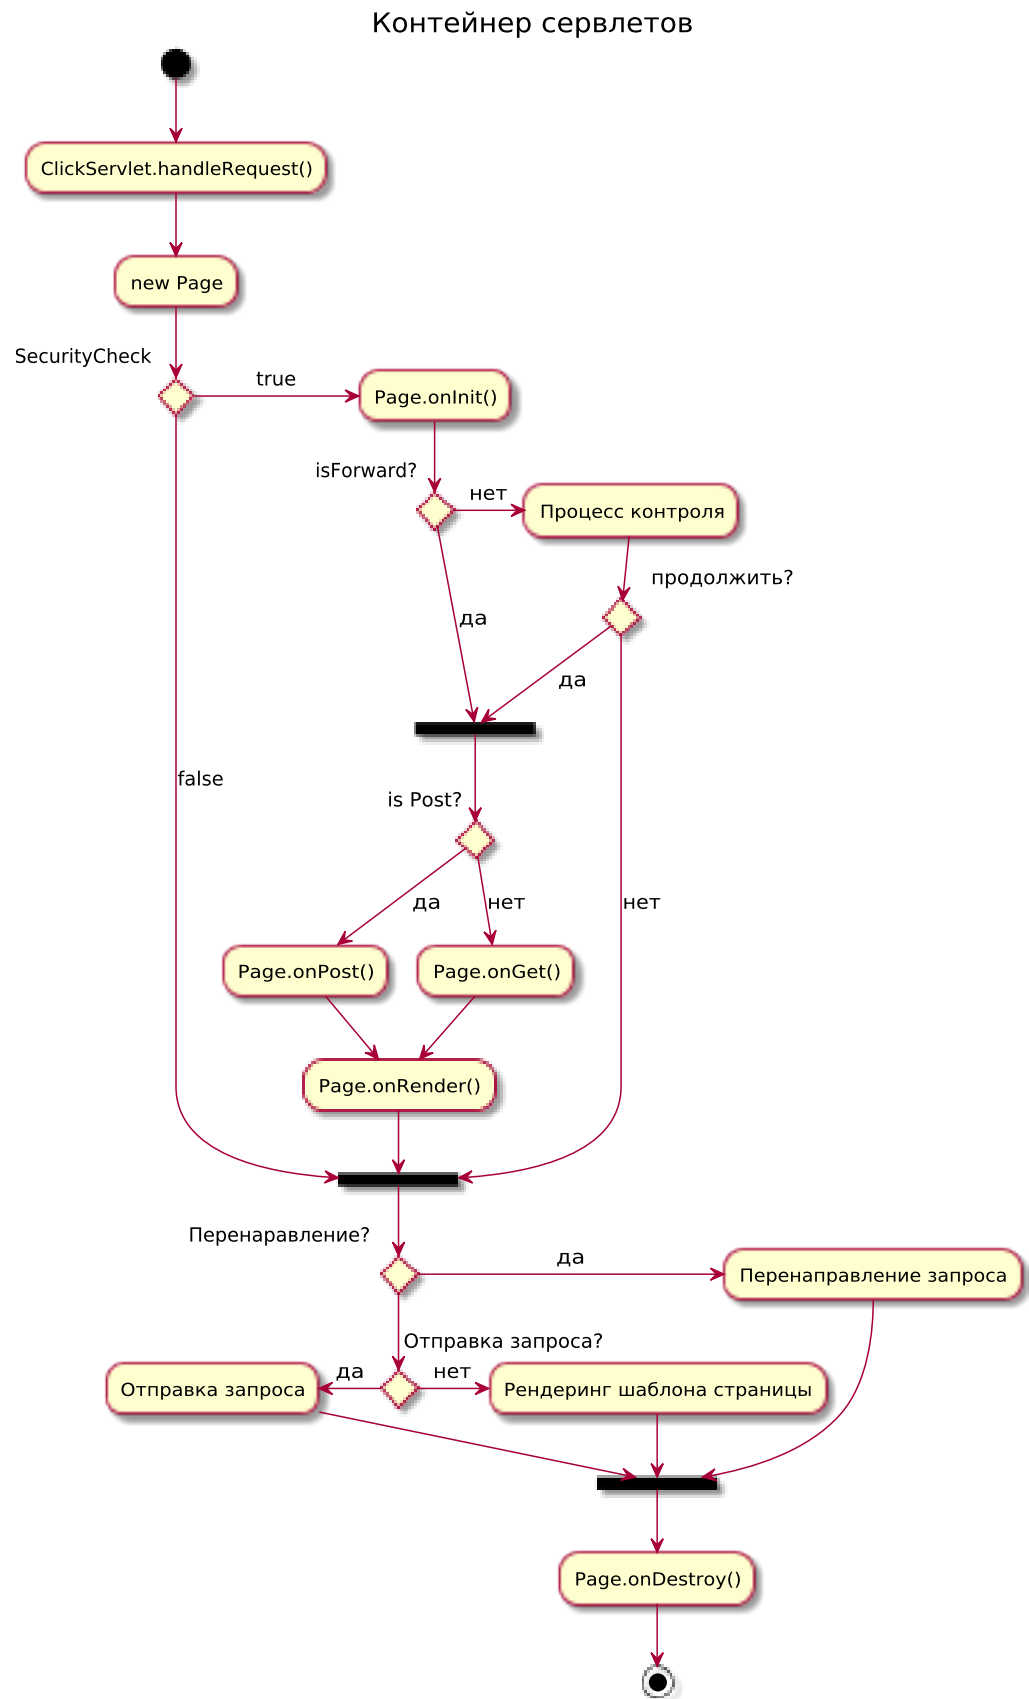 Контейнер сервлетов
ClickServlet.handleRequest()
new Page
SecurityCheck
true
Page.onInit()
isForward?
нет
Процесс контроля
продолжить?
да
да
false
is Post?
да
нет
нет
Page.onPost()
Page.onGet()
Page.onRender()
Перенаравление?
да
Перенаправление запроса
Отправка запроса?
да
нет
Отправка запроса
Рендеринг шаблона страницы
Page.onDestroy()